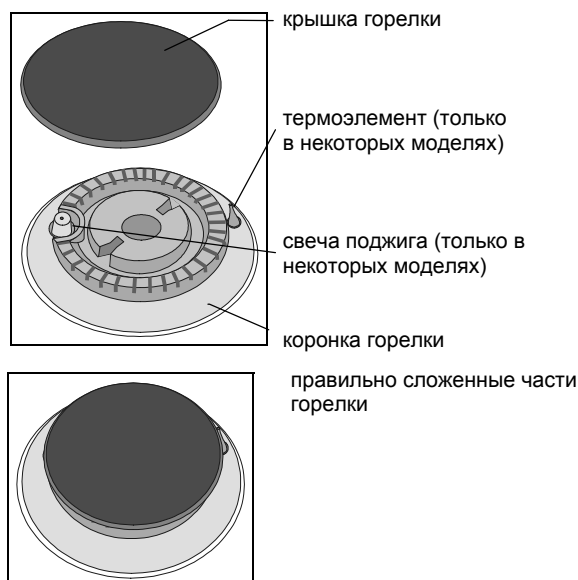 крышка горелки
термоэлемент (только
в некоторых моделях)
свеча поджига (только в
некоторых моделях)
коронка горелки
правильно сложенные части
горелки